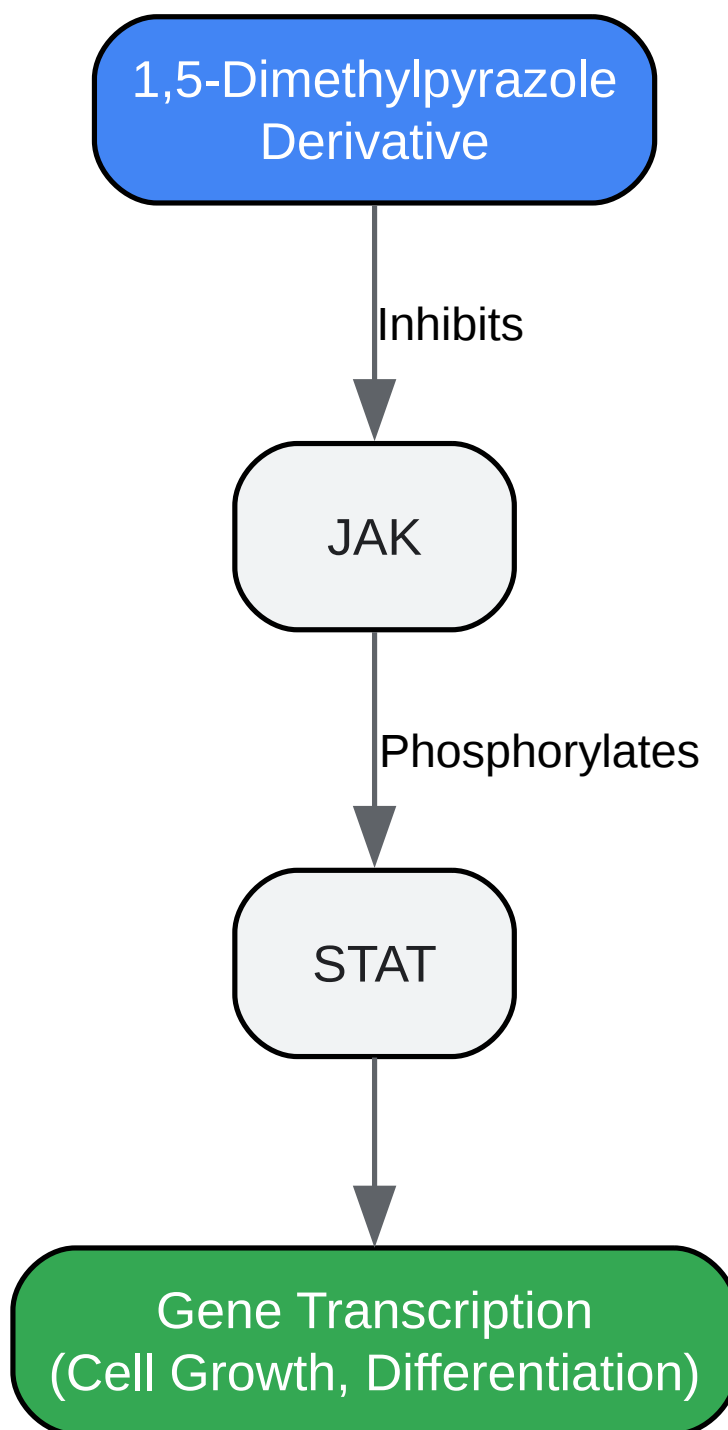 1,5-Dimethylpyrazole
Derivative
Inhibits
JAK
Phosphorylates
STAT
Gene Transcription
(Cell Growth, Differentiation)